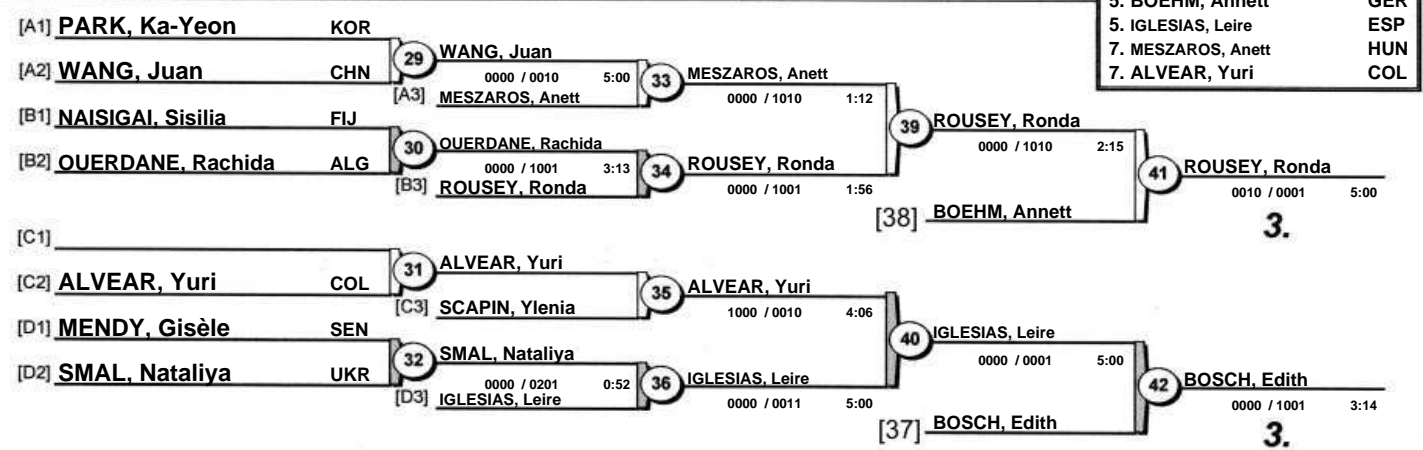 5. BOEHM, Annett GER
5. IGLESIAS, Leire ESP
7. MESZAROS, Anett HUN
7. ALVEAR, Yuri COL
[A1] PARK, Ka-Yeon KOR
29 WANG, Juan
[A2] WANG, Juan CHN
0000 / 0010 5:00
33 MESZAROS, Anett
[A3] MESZAROS, Anett
0000 / 1010 1:12
[B1] NAISIGAI, Sisilia FIJ
39 ROUSEY, Ronda
30 OUERDANE, Rachida
0000 / 1010 2:15
[B2] OUERDANE, Rachida ALG
0000 / 1001 3:13
34 ROUSEY, Ronda
41 ROUSEY, Ronda
[B3] ROUSEY, Ronda
0000 / 1001 1:56
0010 / 0001 5:00
[38] BOEHM, Annett
3.
[C1]
31 ALVEAR, Yuri
[C2] ALVEAR, Yuri COL
35 ALVEAR, Yuri
[C3] SCAPIN, Ylenia
1000 / 0010 4:06
[D1] MENDY, Gisèle SEN
40 IGLESIAS, Leire
32 SMAL, Nataliya
0000 / 0001 5:00
[D2] SMAL, Nataliya UKR
0000 / 0201 0:52
36 IGLESIAS, Leire
42 BOSCH, Edith
[D3] IGLESIAS, Leire
0000 / 0011 5:00
0000 / 1001 3:14
[37] BOSCH, Edith
3.